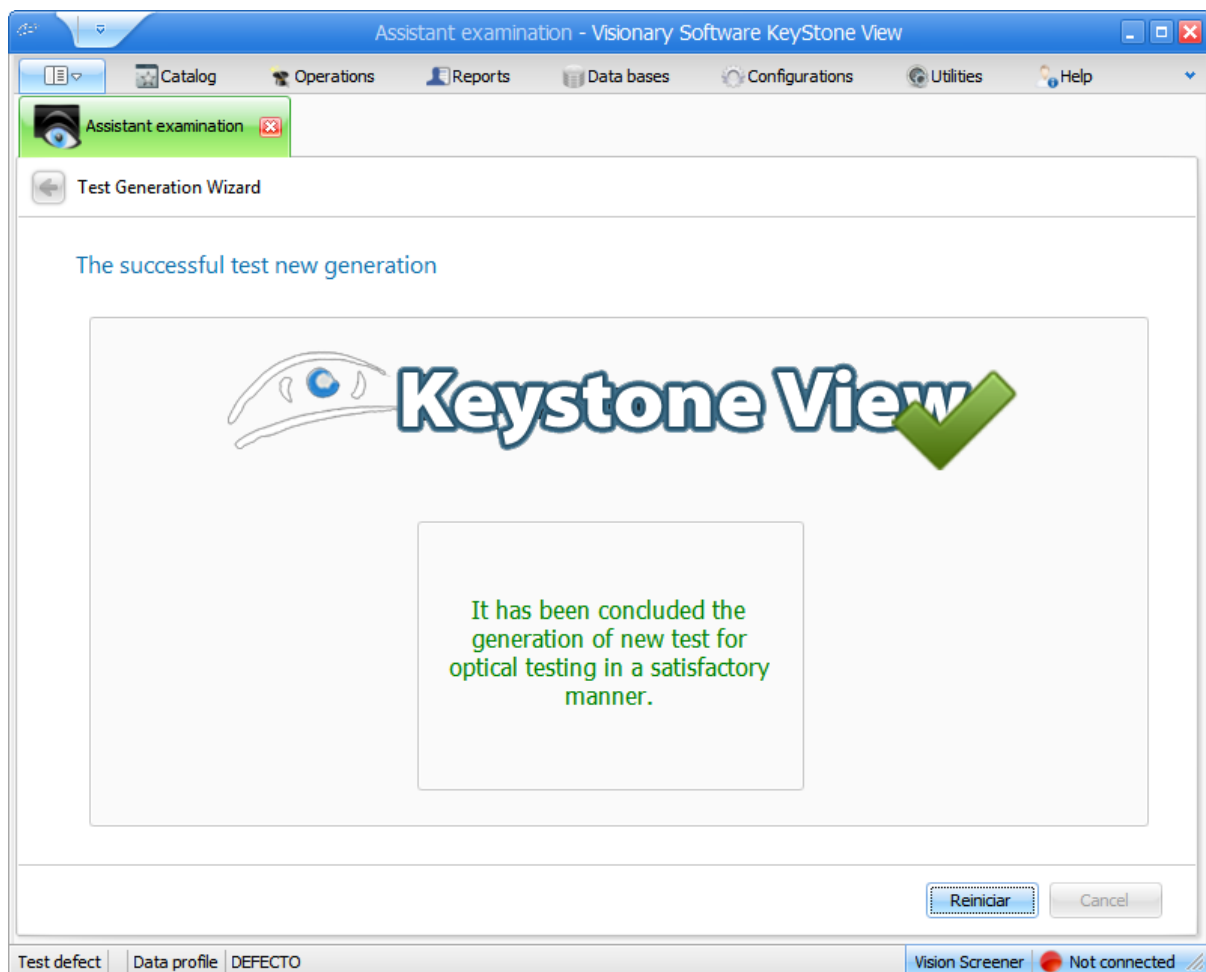 Assistant examination - Visionary Software KeyStone View
Catalog Operations Reports Data bases Configurations Utilities Help
Assistant examination
Test Generation Wizard
The successful test new generation
Keystone View
It has been concluded the
generation of new test for
optical testing in a satisfactory
manner.
Reiniciar Cancel
Test defect Data profile DEFECTO Vision Screener Not connected